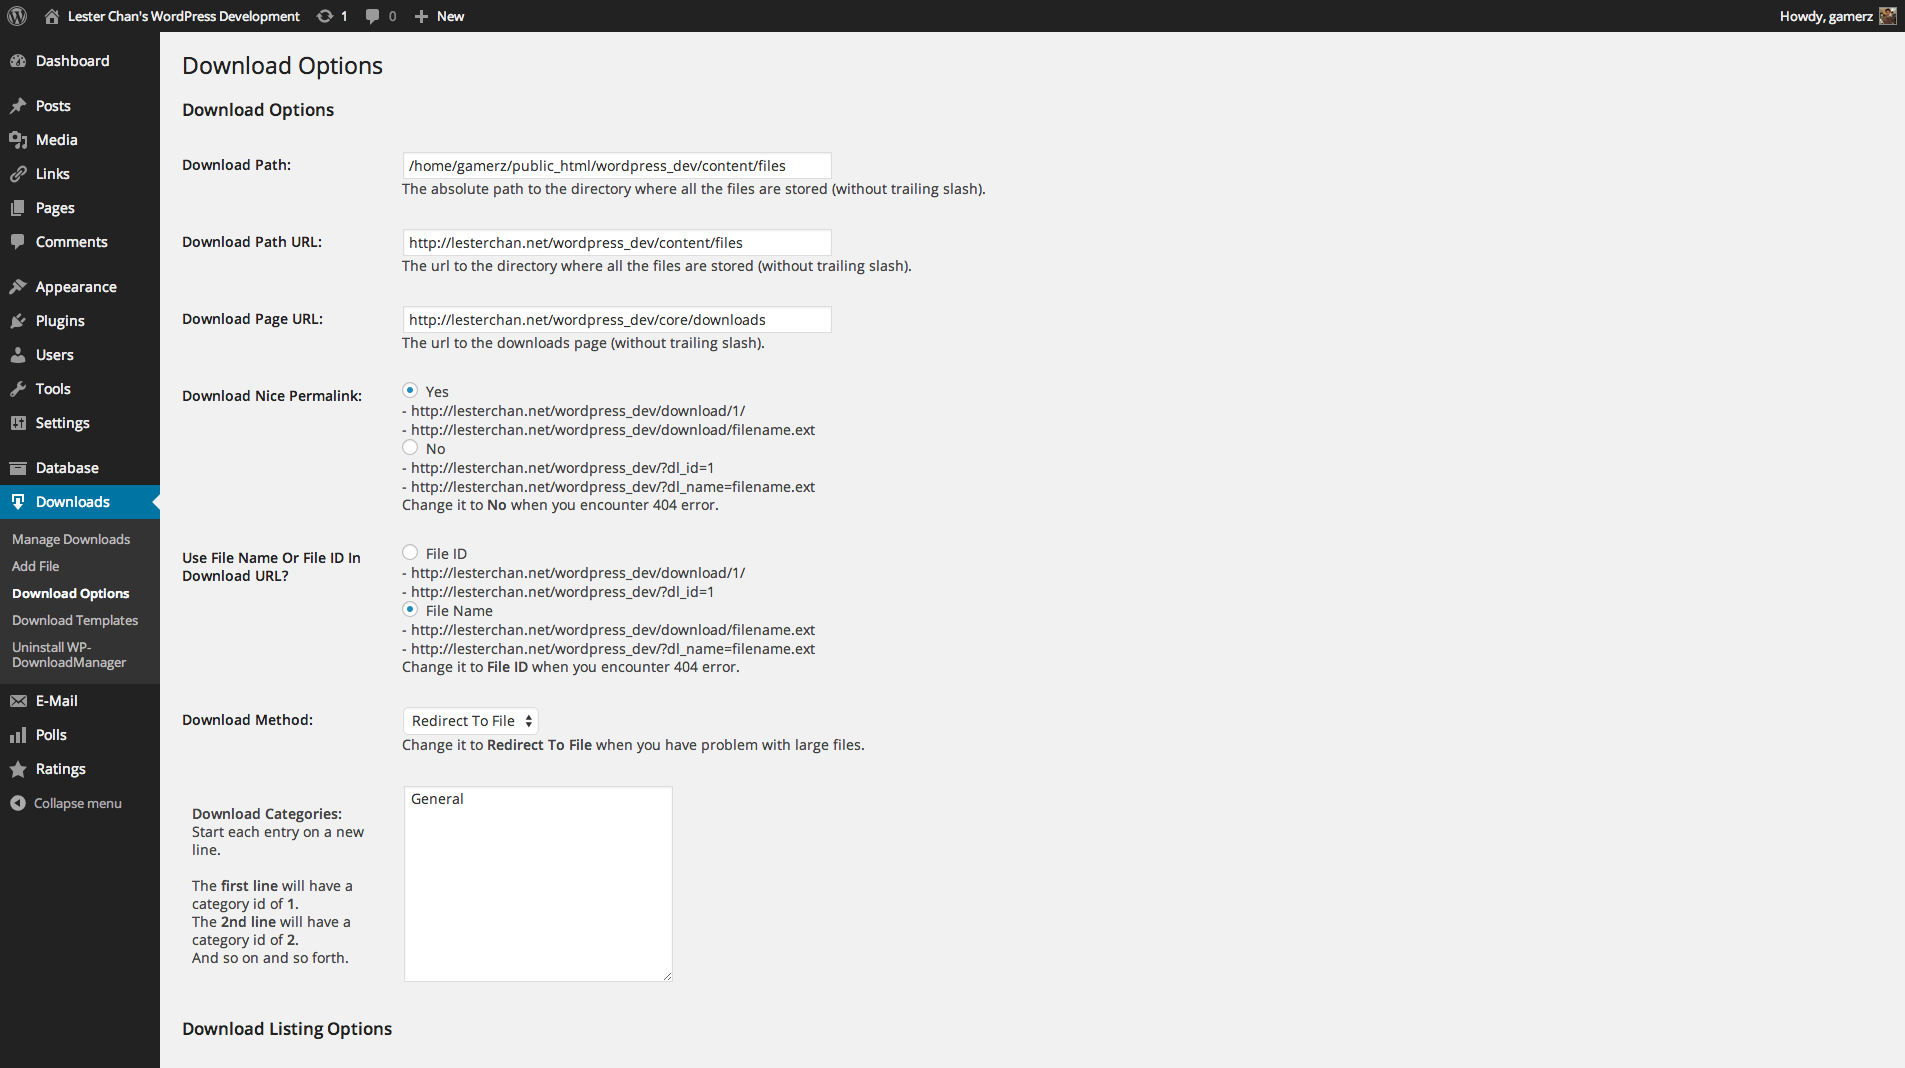 Lester Chan's WordPress Development 1 0 New Howdy, gamerz
Dashboard
Posts
Media
Links
Pages
Comments
Appearance
Plugins
Users
Tools
Settings
Database
Downloads
Manage Downloads
Add File
Download Options
Download Templates
Uninstall WP-
DownloadManager
E-Mail
Polls
Ratings
Collapse menu
Download Options
Download Options
Download Path:
/home/gamerz/public_html/wordpress_dev/content/files
The absolute path to the directory where all the files are stored (without trailing slash).
Download Path URL:
http://lesterchan.net/wordpress_dev/content/files
The url to the directory where all the files are stored (without trailing slash).
Download Page URL:
http://lesterchan.net/wordpress_dev/core/downloads
The url to the downloads page (without trailing slash).
Download Nice Permalink:
Yes
- http://lesterchan.net/wordpress_dev/download/1/
- http://lesterchan.net/wordpress_dev/download/filename.ext
No
- http://lesterchan.net/wordpress_dev/?dl_id=1
- http://lesterchan.net/wordpress_dev/?dl_name=filename.ext
Change it to No when you encounter 404 error.
Use File Name Or File ID In
Download URL?
File ID
- http://lesterchan.net/wordpress_dev/download/1/
- http://lesterchan.net/wordpress_dev/?dl_id=1
File Name
- http://lesterchan.net/wordpress_dev/download/filename.ext
- http://lesterchan.net/wordpress_dev/?dl_name=filename.ext
Change it to File ID when you encounter 404 error.
Download Method:
Redirect To File
Change it to Redirect To File when you have problem with large files.
Download Categories:
Start each entry on a new
line.
The first line will have a
category id of 1.
The 2nd line will have a
category id of 2.
And so on and so forth.
General
Download Listing Options